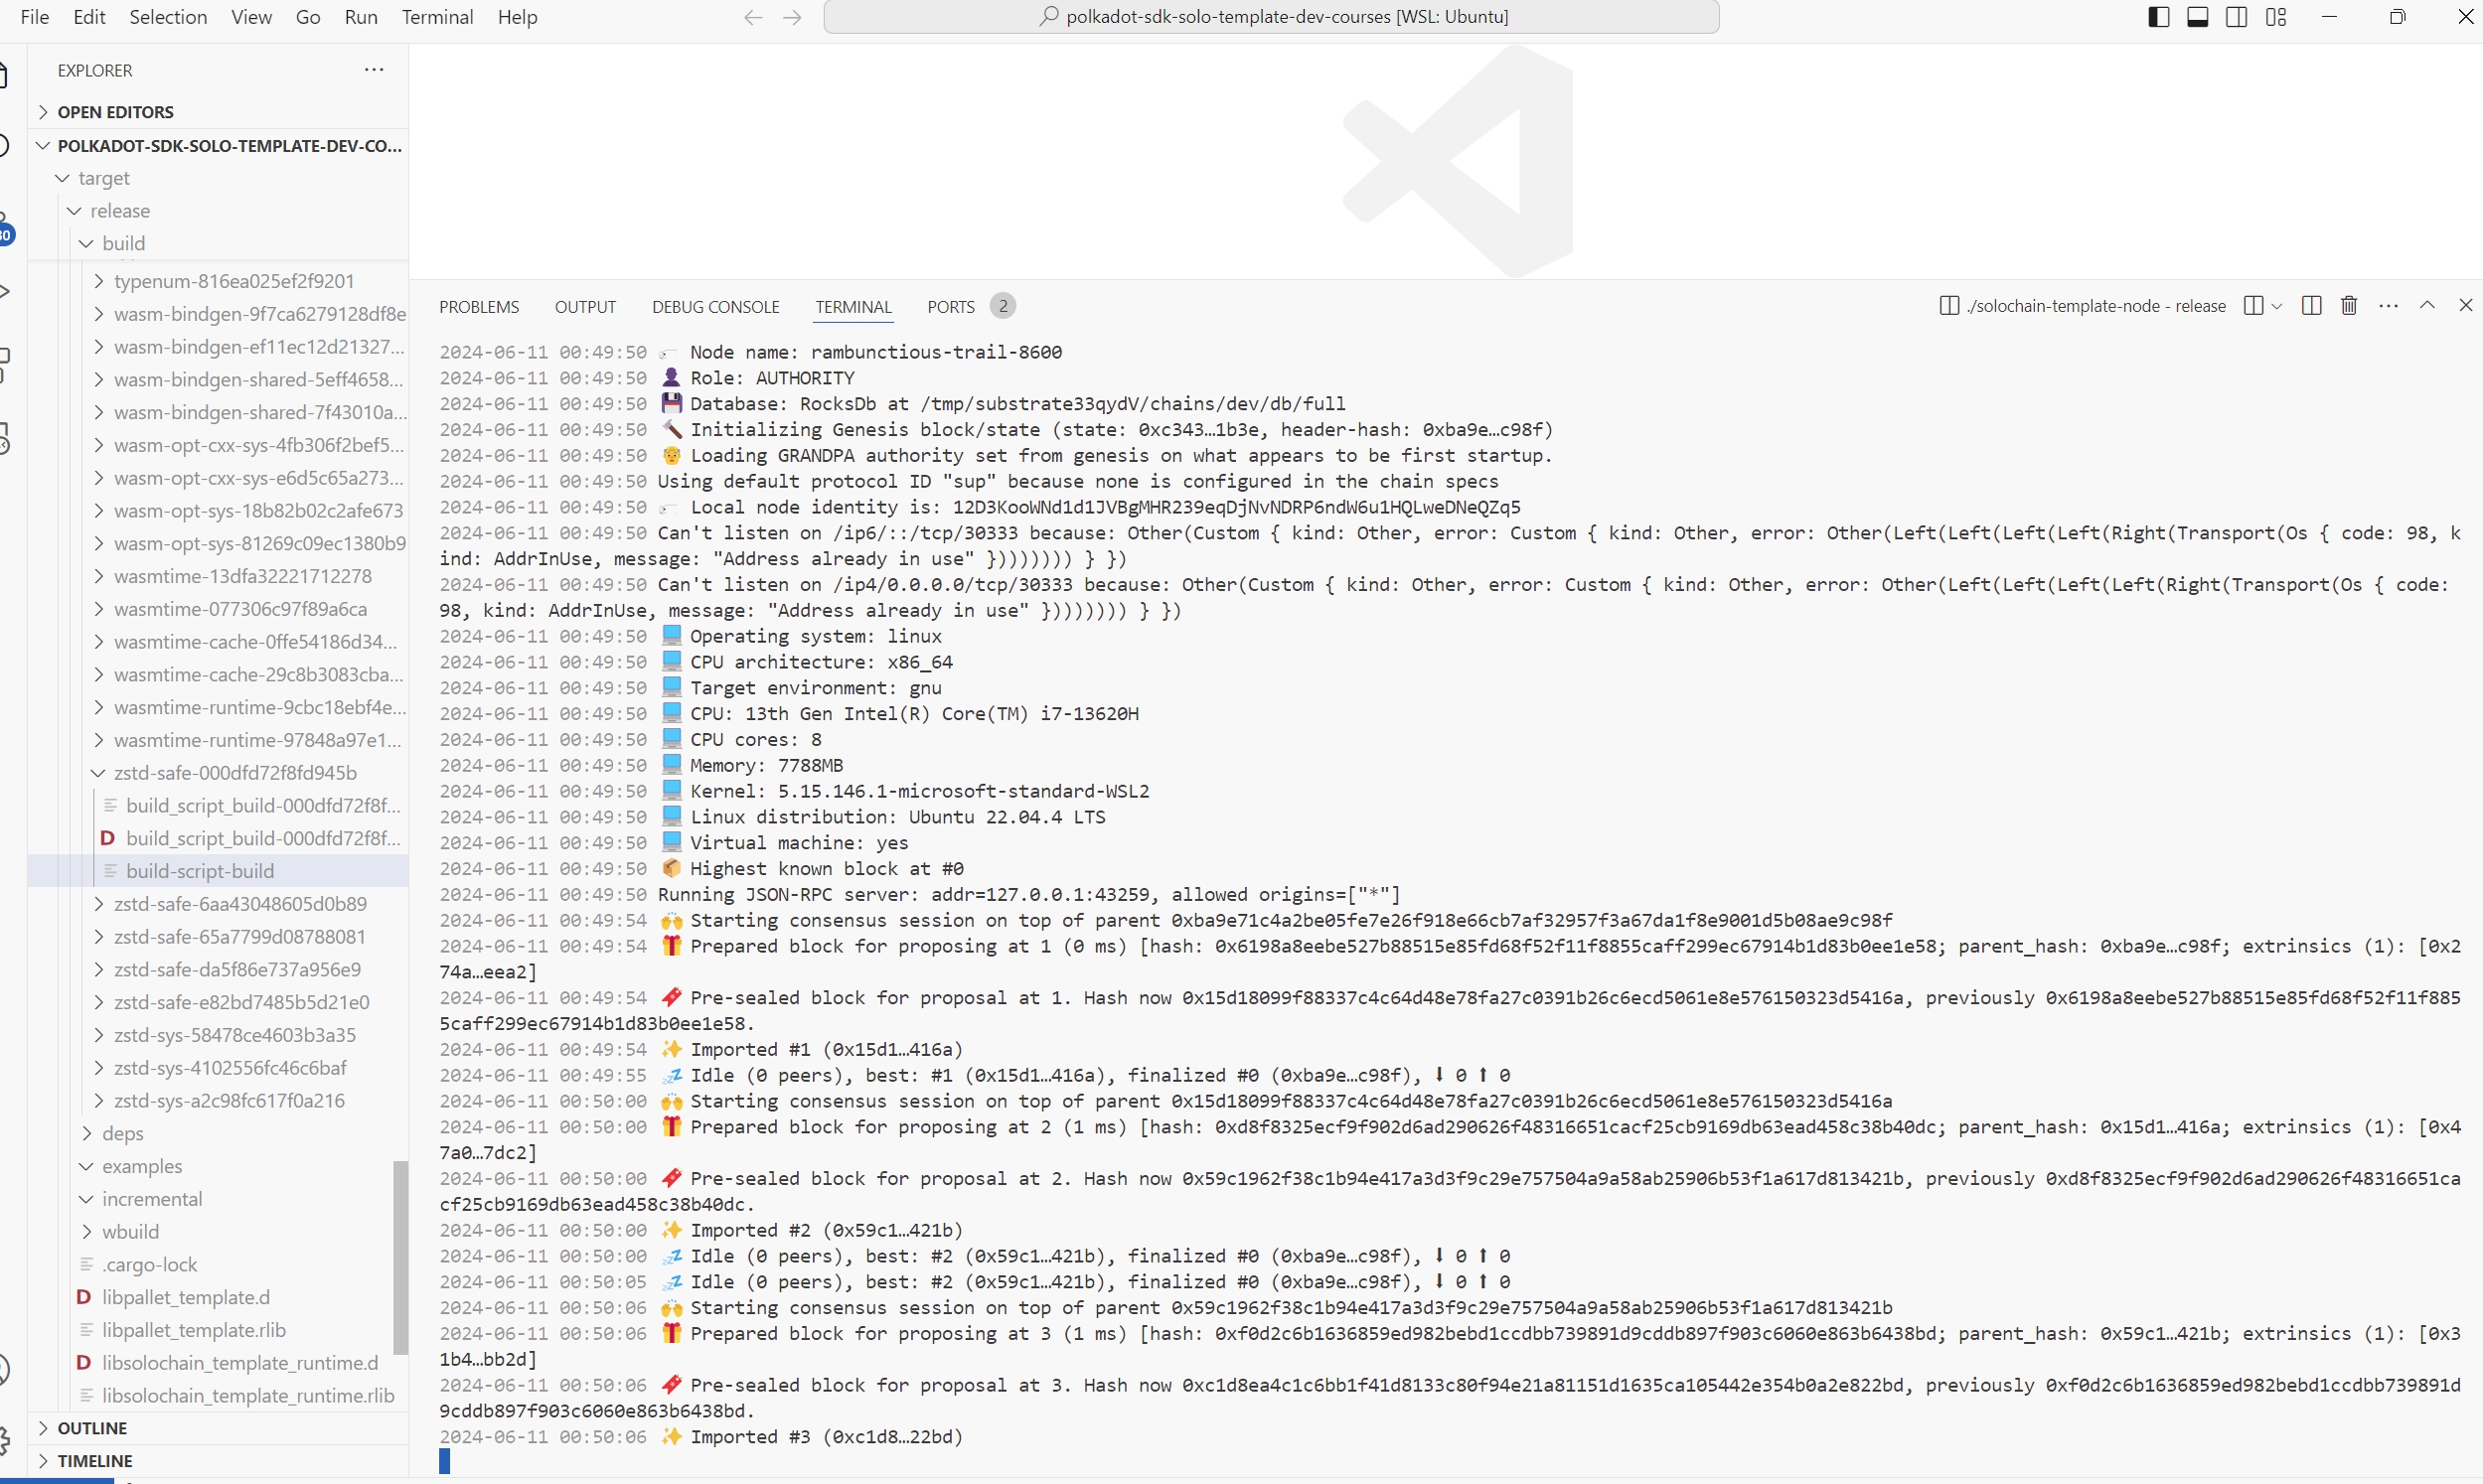 File Edit Selection View Go Run Terminal Help
polkadot-sdk-solo-template-dev-courses [WSL: Ubuntu]
EXPLORER
OPEN EDITORS
POLKADOT-SDK-SOLO-TEMPLATE-DEV-CO...
target
release
build
typenum-816ea025ef2f9201
wasm-bindgen-9f7ca6279128df8e
wasm-bindgen-ef11ec12d21327...
wasm-bindgen-shared-5eff4658...
wasm-bindgen-shared-7f43010a...
wasm-opt-cxx-sys-4fb306f2bef5...
wasm-opt-cxx-sys-e6d5c65a273...
wasm-opt-sys-18b82b02c2afe673
wasm-opt-sys-81269c09ec1380b9
wasmtime-13dfa32221712278
wasmtime-077306c97f89a6ca
wasmtime-cache-0ffe54186d34...
wasmtime-cache-29c8b3083cba...
wasmtime-runtime-9cbc18ebf4e...
wasmtime-runtime-97848a97e1...
zstd-safe-000dfd72f8fd945b
build_script_build-000dfd72f8f...
D build_script_build-000dfd72f8f...
build-script-build
zstd-safe-6aa43048605d0b89
zstd-safe-65a7799d08788081
zstd-safe-da5f86e737a956e9
zstd-safe-e82bd7485b5d21e0
zstd-sys-58478ce4603b3a35
zstd-sys-4102556fc46c6baf
zstd-sys-a2c98fc617f0a216
deps
examples
incremental
wbuild
.cargo-lock
D libpallet_template.d
libpallet_template.rlib
D libsolochain_template_runtime.d
libsolochain_template_runtime.rlib
OUTLINE
TIMELINE
PROBLEMS OUTPUT DEBUG CONSOLE TERMINAL PORTS 2
./solochain-template-node - release
2024-06-11 00:49:50 🏷 Node name: rambunctious-trail-8600
2024-06-11 00:49:50 👤 Role: AUTHORITY
2024-06-11 00:49:50 💾 Database: RocksDb at /tmp/substrate33qydV/chains/dev/db/full
2024-06-11 00:49:50 🔨 Initializing Genesis block/state (state: 0xc343…1b3e, header-hash: 0xba9e…c98f)
2024-06-11 00:49:50 👴 Loading GRANDPA authority set from genesis on what appears to be first startup.
2024-06-11 00:49:50 Using default protocol ID "sup" because none is configured in the chain specs
2024-06-11 00:49:50 🏷 Local node identity is: 12D3KooWNd1d1JVBgMHR239eqDjNvNDRP6ndW6u1HQLweDNeQZq5
2024-06-11 00:49:50 Can't listen on /ip6/::/tcp/30333 because: Other(Custom { kind: Other, error: Custom { kind: Other, error: Other(Left(Left(Left(Left(Right(Transport(Os { code: 98, k
ind: AddrInUse, message: "Address already in use" }))))))) } })
2024-06-11 00:49:50 Can't listen on /ip4/0.0.0.0/tcp/30333 because: Other(Custom { kind: Other, error: Custom { kind: Other, error: Other(Left(Left(Left(Left(Right(Transport(Os { code:
98, kind: AddrInUse, message: "Address already in use" }))))))) } })
2024-06-11 00:49:50 💻 Operating system: linux
2024-06-11 00:49:50 💻 CPU architecture: x86_64
2024-06-11 00:49:50 💻 Target environment: gnu
2024-06-11 00:49:50 💻 CPU: 13th Gen Intel(R) Core(TM) i7-13620H
2024-06-11 00:49:50 💻 CPU cores: 8
2024-06-11 00:49:50 💻 Memory: 7788MB
2024-06-11 00:49:50 💻 Kernel: 5.15.146.1-microsoft-standard-WSL2
2024-06-11 00:49:50 💻 Linux distribution: Ubuntu 22.04.4 LTS
2024-06-11 00:49:50 💻 Virtual machine: yes
2024-06-11 00:49:50 📦 Highest known block at #0
2024-06-11 00:49:50 Running JSON-RPC server: addr=127.0.0.1:43259, allowed origins=["*"]
2024-06-11 00:49:54 🙌 Starting consensus session on top of parent 0xba9e71c4a2be05fe7e26f918e66cb7af32957f3a67da1f8e9001d5b08ae9c98f
2024-06-11 00:49:54 🎁 Prepared block for proposing at 1 (0 ms) [hash: 0x6198a8eebe527b88515e85fd68f52f11f8855caff299ec67914b1d83b0ee1e58; parent_hash: 0xba9e…c98f; extrinsics (1): [0x2
74a…eea2]
2024-06-11 00:49:54 🔖 Pre-sealed block for proposal at 1. Hash now 0x15d18099f88337c4c64d48e78fa27c0391b26c6ecd5061e8e576150323d5416a, previously 0x6198a8eebe527b88515e85fd68f52f11f885
5caff299ec67914b1d83b0ee1e58.
2024-06-11 00:49:54 ✨ Imported #1 (0x15d1…416a)
2024-06-11 00:49:55 💤 Idle (0 peers), best: #1 (0x15d1…416a), finalized #0 (0xba9e…c98f), ⬇ 0 ⬆ 0
2024-06-11 00:50:00 🙌 Starting consensus session on top of parent 0x15d18099f88337c4c64d48e78fa27c0391b26c6ecd5061e8e576150323d5416a
2024-06-11 00:50:00 🎁 Prepared block for proposing at 2 (1 ms) [hash: 0xd8f8325ecf9f902d6ad290626f48316651cacf25cb9169db63ead458c38b40dc; parent_hash: 0x15d1…416a; extrinsics (1): [0x4
7a0…7dc2]
2024-06-11 00:50:00 🔖 Pre-sealed block for proposal at 2. Hash now 0x59c1962f38c1b94e417a3d3f9c29e757504a9a58ab25906b53f1a617d813421b, previously 0xd8f8325ecf9f902d6ad290626f48316651ca
cf25cb9169db63ead458c38b40dc.
2024-06-11 00:50:00 ✨ Imported #2 (0x59c1…421b)
2024-06-11 00:50:00 💤 Idle (0 peers), best: #2 (0x59c1…421b), finalized #0 (0xba9e…c98f), ⬇ 0 ⬆ 0
2024-06-11 00:50:05 💤 Idle (0 peers), best: #2 (0x59c1…421b), finalized #0 (0xba9e…c98f), ⬇ 0 ⬆ 0
2024-06-11 00:50:06 🙌 Starting consensus session on top of parent 0x59c1962f38c1b94e417a3d3f9c29e757504a9a58ab25906b53f1a617d813421b
2024-06-11 00:50:06 🎁 Prepared block for proposing at 3 (1 ms) [hash: 0xf0d2c6b1636859ed982bebd1ccdbb739891d9cddb897f903c6060e863b6438bd; parent_hash: 0x59c1…421b; extrinsics (1): [0x3
1b4…bb2d]
2024-06-11 00:50:06 🔖 Pre-sealed block for proposal at 3. Hash now 0xc1d8ea4c1c6bb1f41d8133c80f94e21a81151d1635ca105442e354b0a2e822bd, previously 0xf0d2c6b1636859ed982bebd1ccdbb739891d
9cddb897f903c6060e863b6438bd.
2024-06-11 00:50:06 ✨ Imported #3 (0xc1d8…22bd)